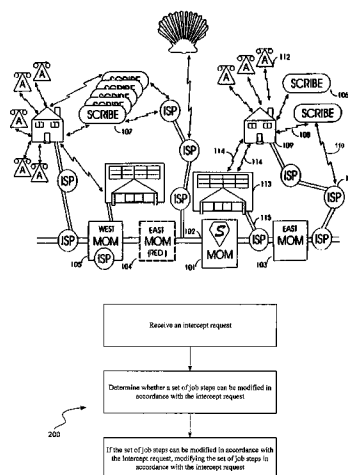 A
A
A
A
A
A
A
A
A
112
SCRIBE
SCRIBE
107
ISP
ISP
SCRIBE
SCRIBE
108
109
110
ISP
ISP
114
114
113
ISP
ISP
ISP
115
ISP
ISP
WEST
MOM
ISP
105
EAST
MOM
(RED)
104
102
S
MOM
101
EAST
MOM
103
Receive an intercept request
Determine whether a set of job steps can be modified in
accordance with the intercept request
200
If the set of job steps can be modified in accordance with
the intercept request, modifying the set of job steps in
accordance with the intercept request